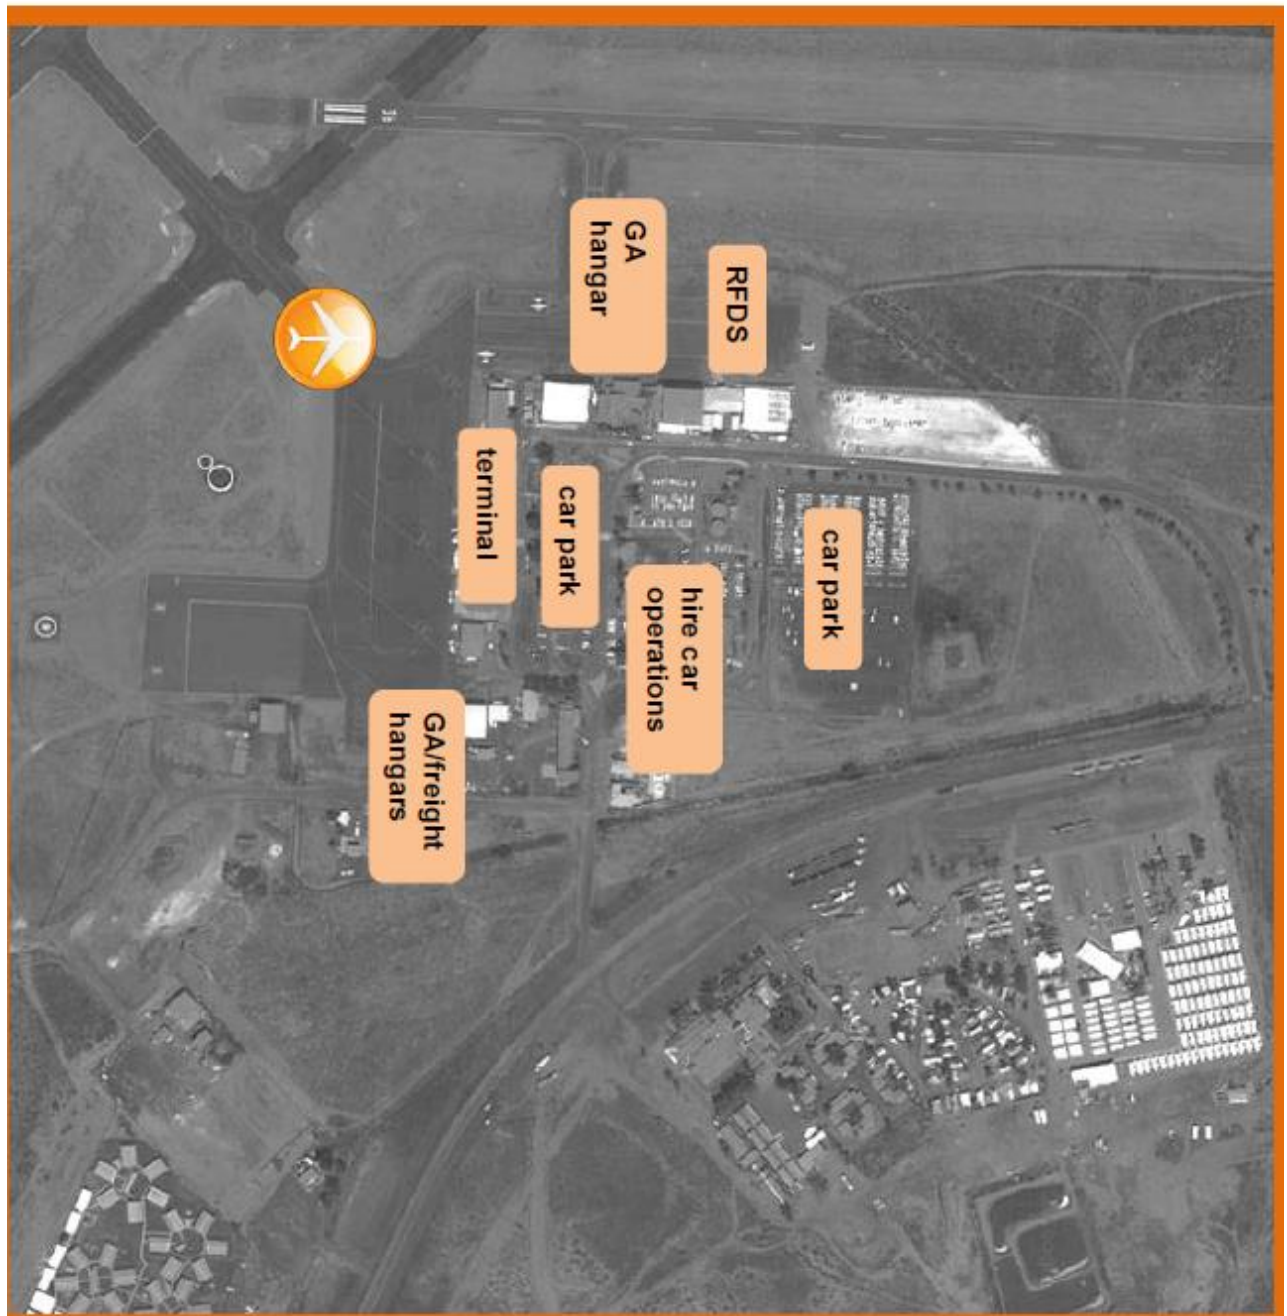 car park
RFDS
hire car
operations
GA
hangar
car park
terminal
GA/freight
hangars